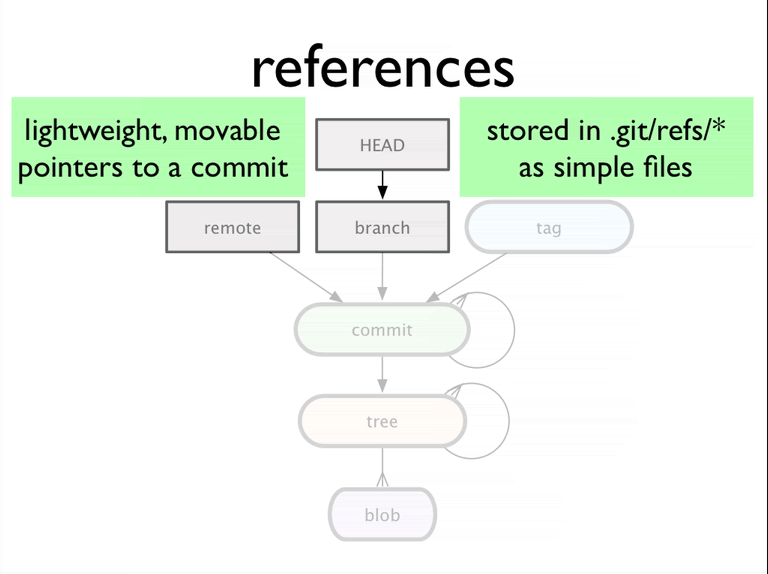 references
lightweight, movable
pointers to a commit
HEAD
stored in .git/refs/*
as simple files
remote
branch
tag
commit
tree
blob